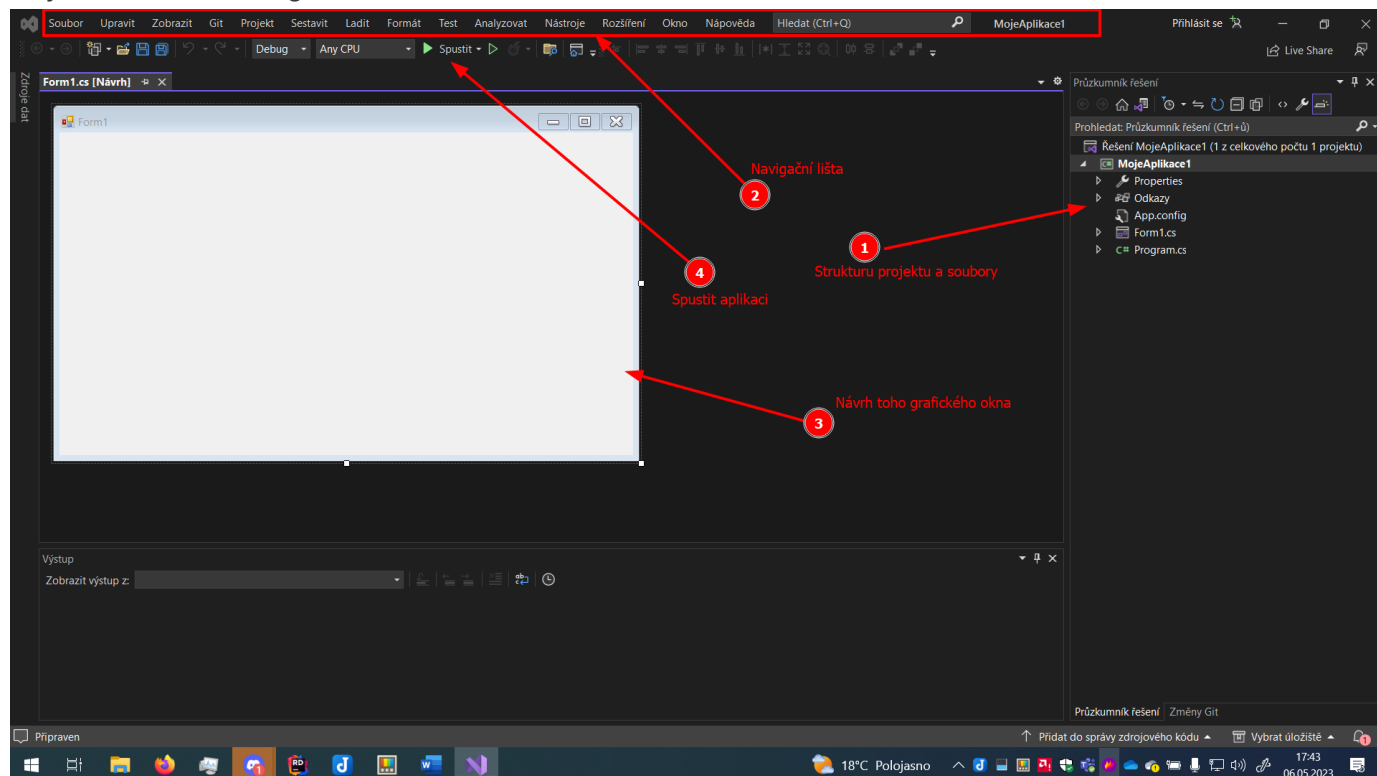 Soubor Upravit Zobrazit Git Projekt Sestavit Ladit Formát Test Analyzovat Nástroje Rozšíření Okno Nápověda Hledat (Ctrl+Q) MojeAplikace1 Přihlásit se
Debug Any CPU Spustit Live Share
Zdroje dat
Form1.cs [Návrh]
Form1
Navigační lišta
2
1
Strukturu projektu a soubory
4
Spustit aplikaci
Návrh toho grafického okna
3
Průzkumník řešení
Prohledat: Průzkumník řešení (Ctrl+ů)
Řešení MojeAplikace1 (1 z celkového počtu 1 projektu)
MojeAplikace1
Properties
Odkazy
App.config
Form1.cs
C# Program.cs
Výstup
Zobrazit výstup z:
Průzkumník řešení Změny Git
Připraven Přidat do správy zdrojového kódu Vybrat úložiště 1
18°C Polojasno 17:43
06.05.2023